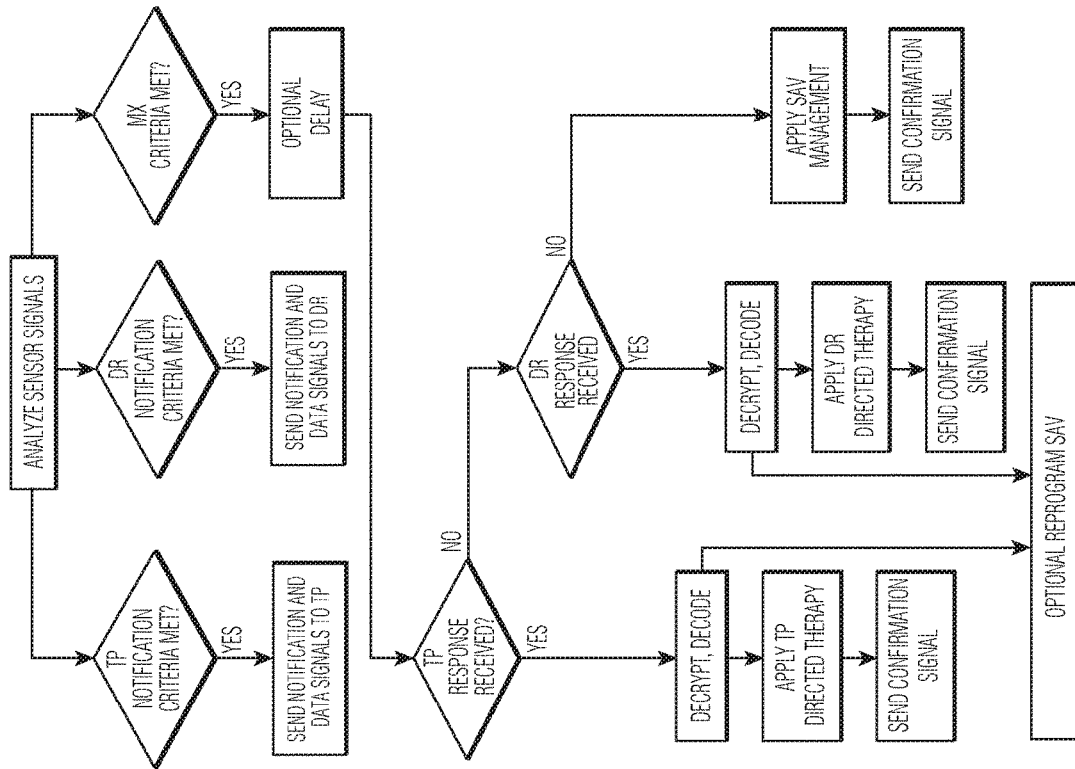 ANALYZE SENSOR SIGNALS
TP
NOTIFICATION
CRITERIA MET?
YES
SEND NOTIFICATION AND
DATA SIGNALS TO TP
DR
NOTIFICATION
CRITERIA MET?
YES
SEND NOTIFICATION AND
DATA SIGNALS TO DR
MX
CRITERIA MET?
YES
OPTIONAL
DELAY
TP
RESPONSE
RECEIVED?
NO
YES
DR
RESPONSE
RECEIVED
NO
YES
DECRYPT, DECODE
APPLY TP
DIRECTED THERAPY
SEND CONFIRMATION
SIGNAL
DECRYPT, DECODE
APPLY DR
DIRECTED THERAPY
SEND CONFIRMATION
SIGNAL
APPLY SAV
MANAGEMENT
SEND CONFIRMATION
SIGNAL
OPTIONAL REPROGRAM SAV